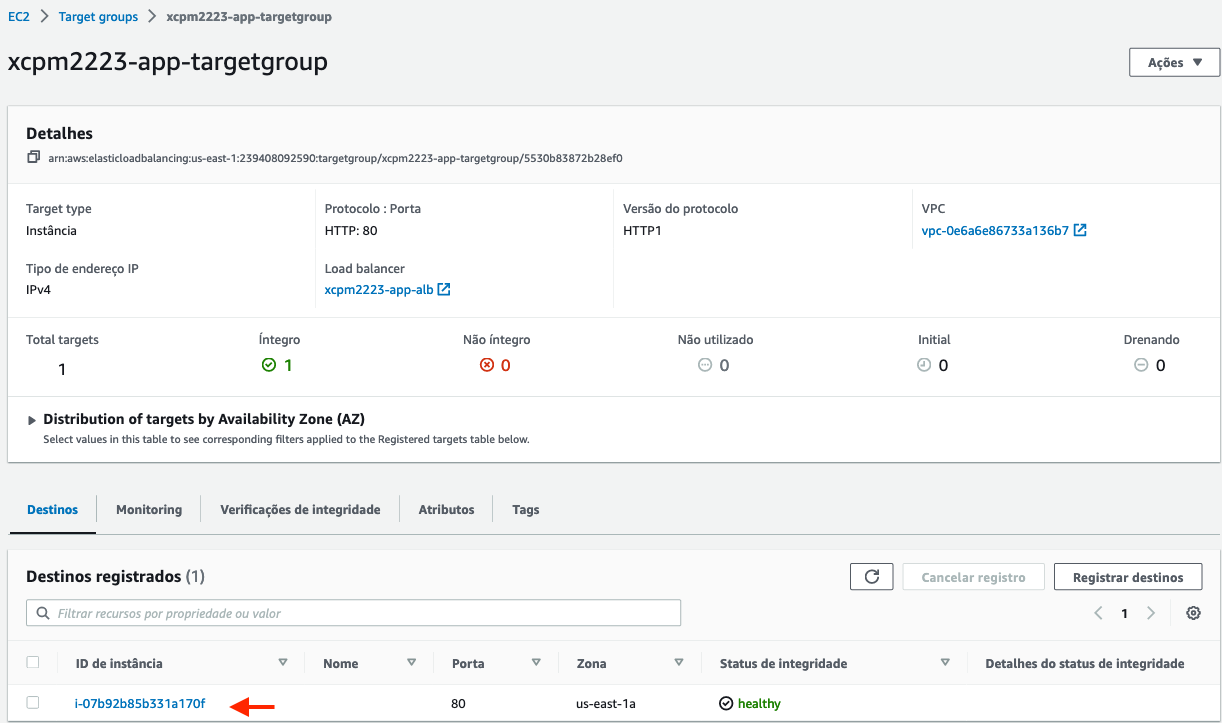 EC2 > Target groups > xcpm2223-app-targetgroup
xcpm2223-app-targetgroup
Ações ▼
Detalhes
arn:aws:elasticloadbalancing:us-east-1:239408092590:targetgroup/xcpm2223-app-targetgroup/5530b83872b28ef0
Target type Protocolo : Porta Versão do protocolo VPC
Instância HTTP: 80 HTTP1 vpc-0e6a6e86733a136b7
Tipo de endereço IP Load balancer
IPv4 xcpm2223-app-alb
Total targets Íntegro Não íntegro Não utilizado Initial Drenando
1 1 0 0 0 0
Distribution of targets by Availability Zone (AZ)
Select values in this table to see corresponding filters applied to the Registered targets table below.
Destinos Monitoring Verificações de integridade Atributos Tags
Destinos registrados (1) Cancelar registro Registrar destinos
Filtrar recursos por propriedade ou valor 1
ID de instância Nome Porta Zona Status de integridade Detalhes do status de integridade
i-07b92b85b331a170f 80 us-east-1a healthy